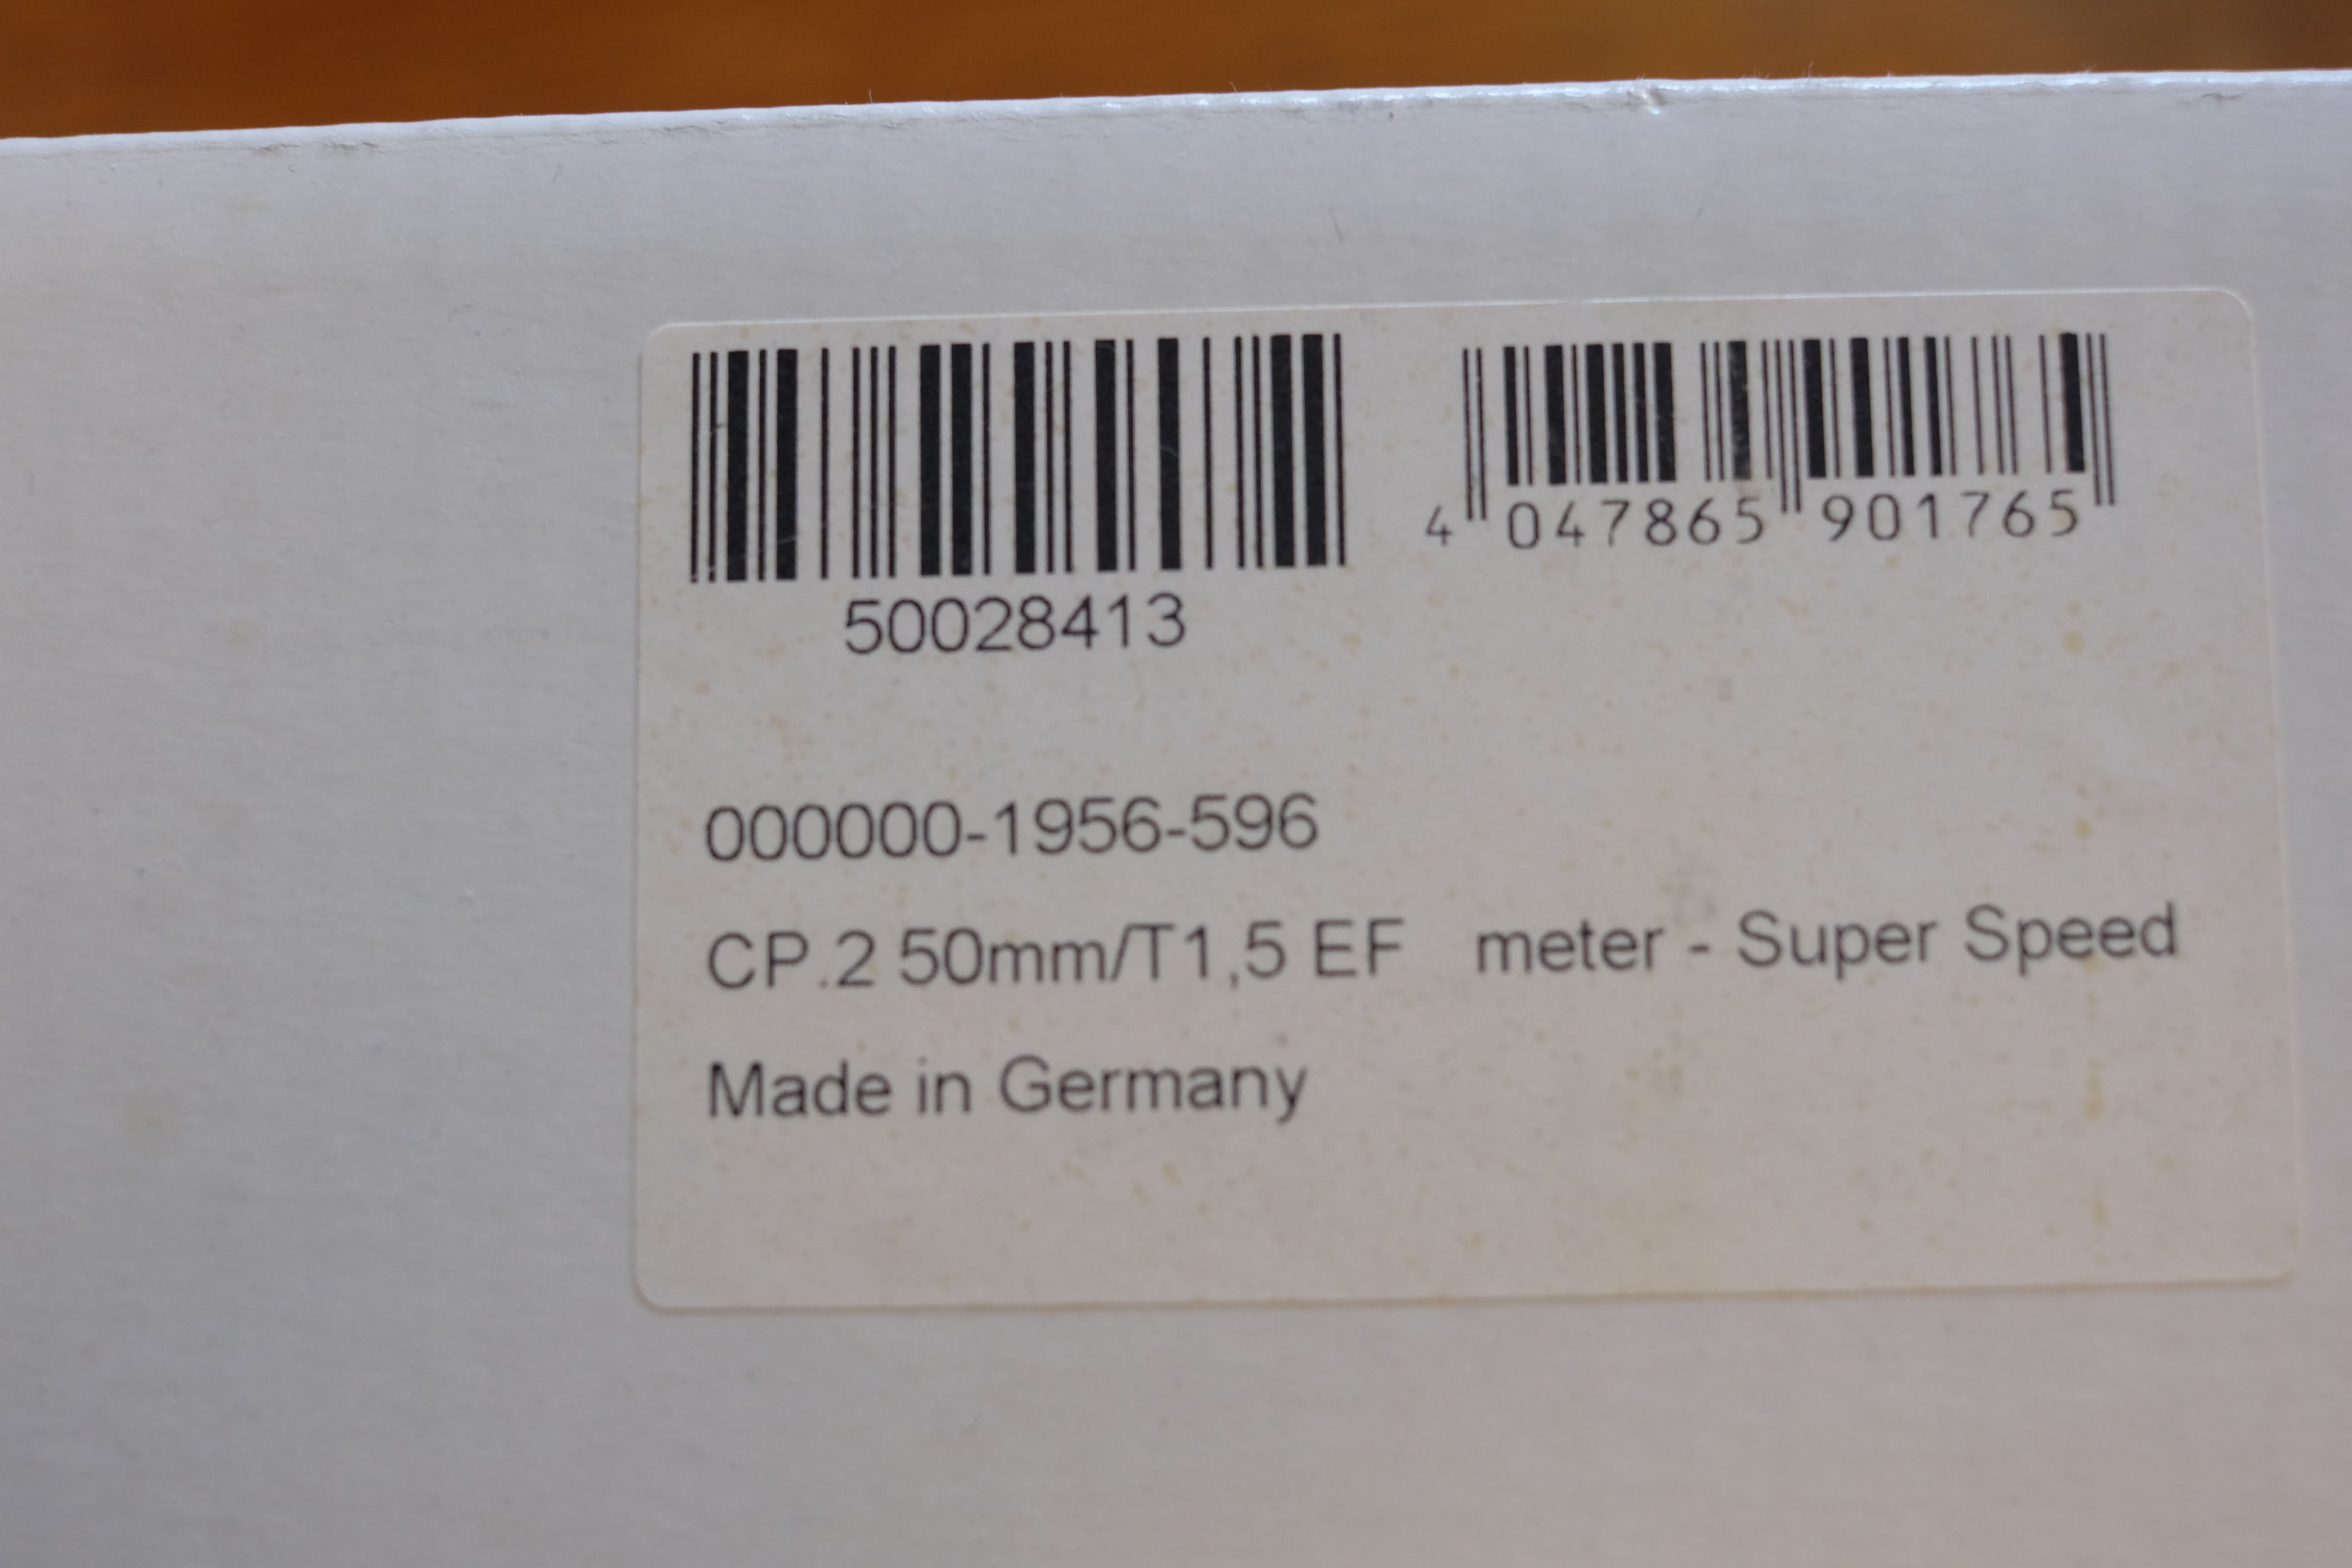 50028413
4 047865 901765
000000-1956-596
CP.2 50mm/T1,5 EF meter - Super Speed
Made in Germany